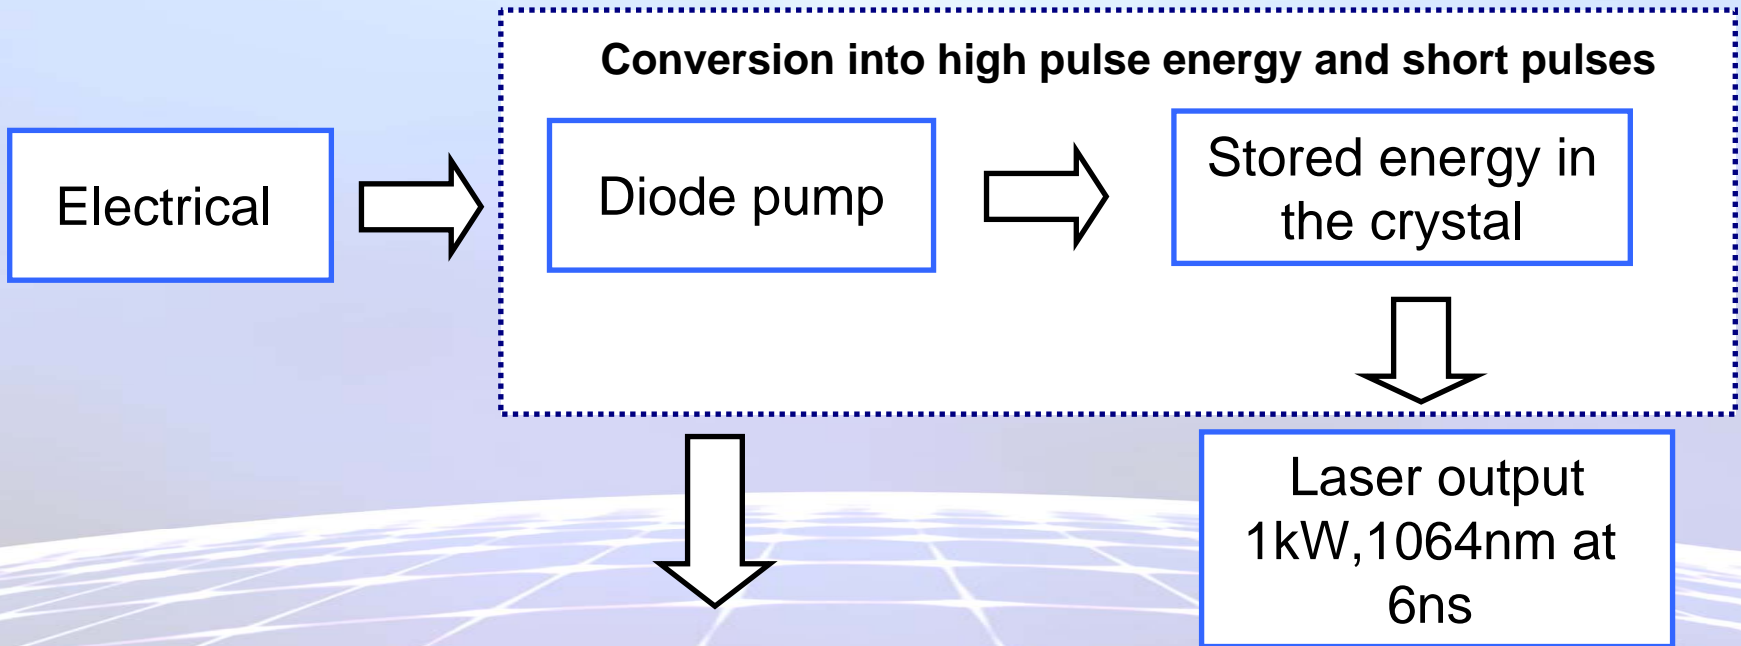 Conversion into high pulse energy and short pulses
Electrical
Diode pump
Stored energy in
the crystal
Laser output
1kW,1064nm at
6ns